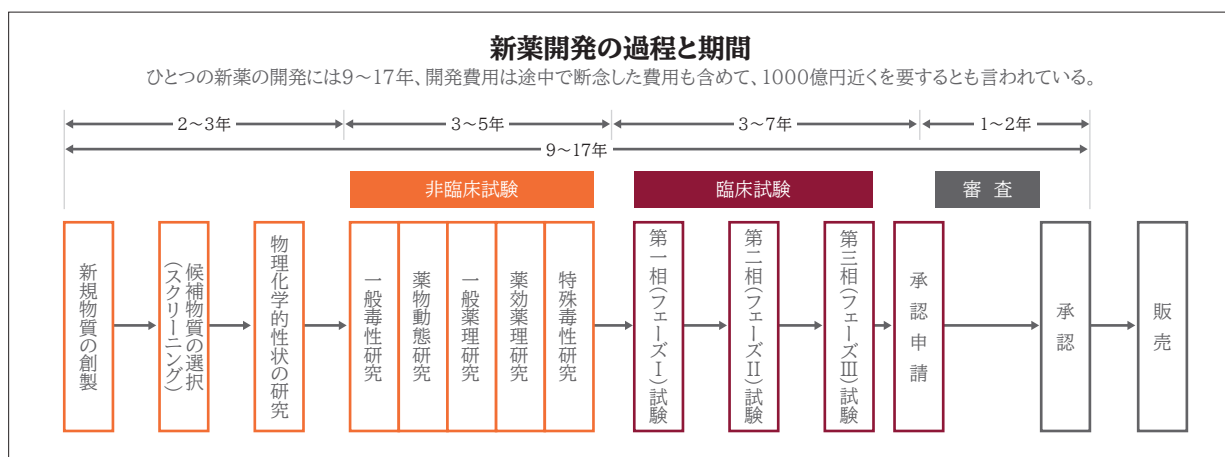 新薬開発の過程と期間
ひとつの新薬の開発には9〜17年、開発費用は途中で断念した費用も含めて、1000億円近くを要するとも言われている。
2〜3年
3〜5年
3〜7年
1〜2年
9〜17年
非臨床試験
臨床試験
審査
新規物質の創製
候補物質の選択
(スクリーニング)
物理化学的性状の研究
一般毒性研究
薬物動態研究
一般薬理研究
薬効薬理研究
特殊毒性研究
第一相(フェーズⅠ)試験
第二相(フェーズⅡ)試験
第三相(フェーズⅢ)試験
承認申請
承認
販売